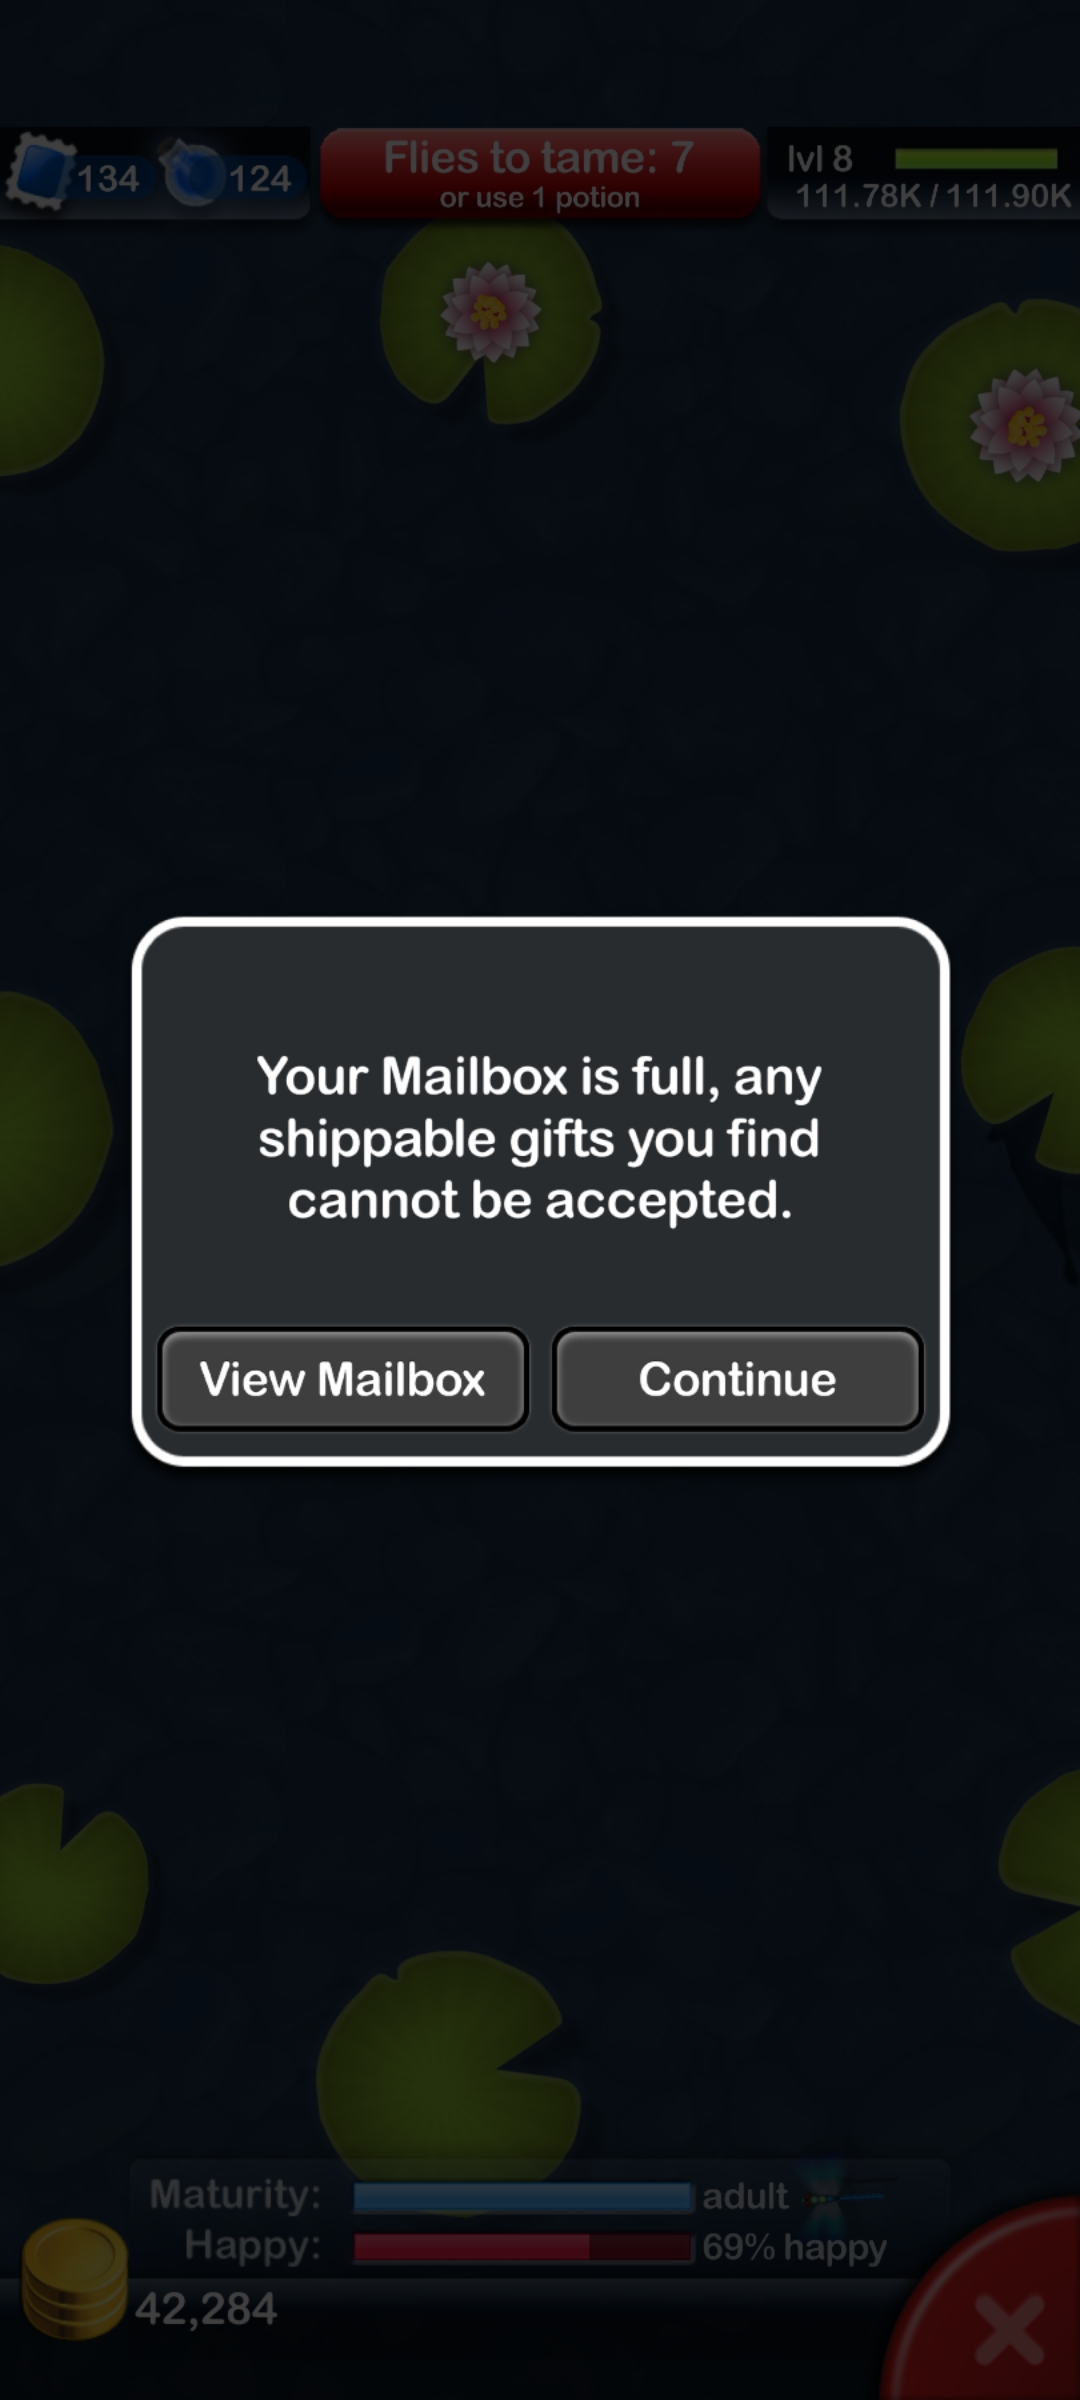 134
124
Flies to tame: 7
or use 1 potion
lvl 8
111.78K / 111.90K
Your Mailbox is full, any
shippable gifts you find
cannot be accepted.
View Mailbox
Continue
Maturity:
adult
Happy:
69% happy
42,284